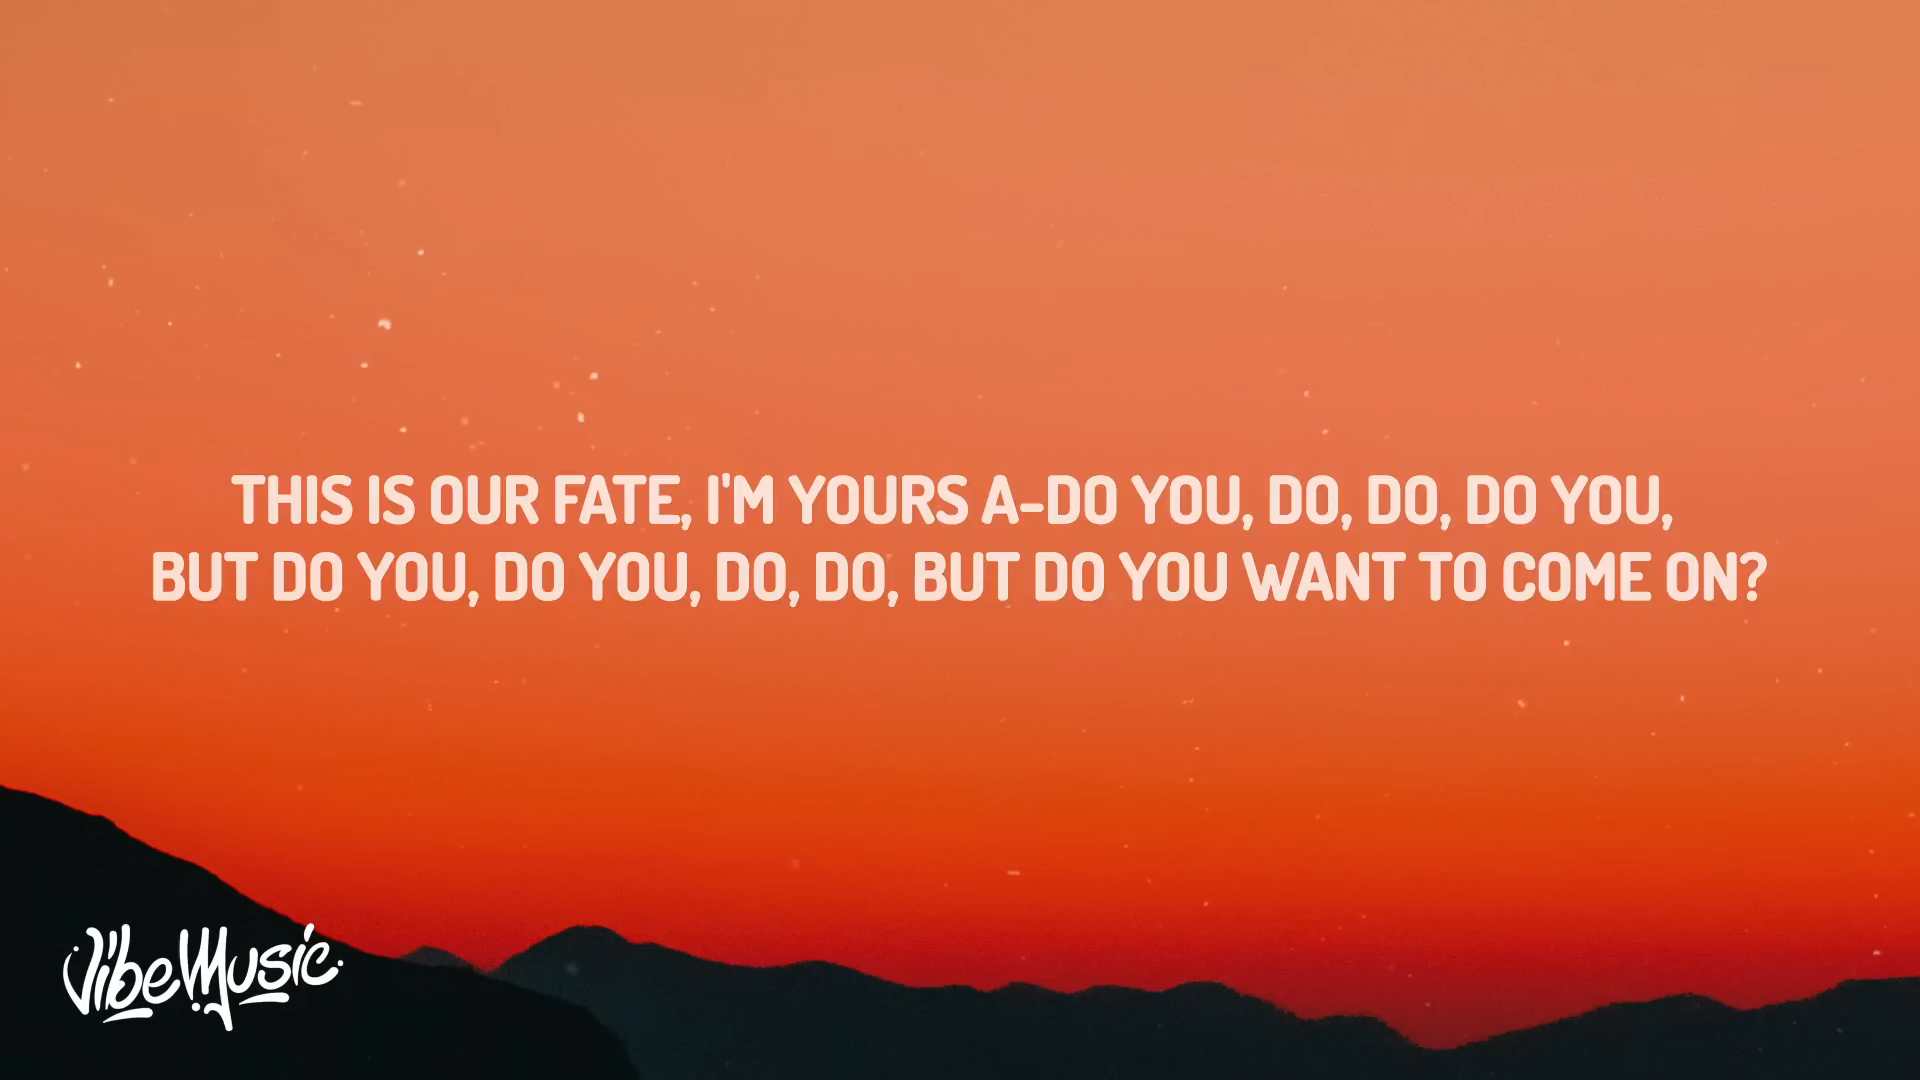 THIS IS OUR FATE, I'M YOURS A-DO YOU, DO, DO, DO YOU,
BUT DO YOU, DO YOU, DO, DO, BUT DO YOU WANT TO COME ON?
VibeMusic